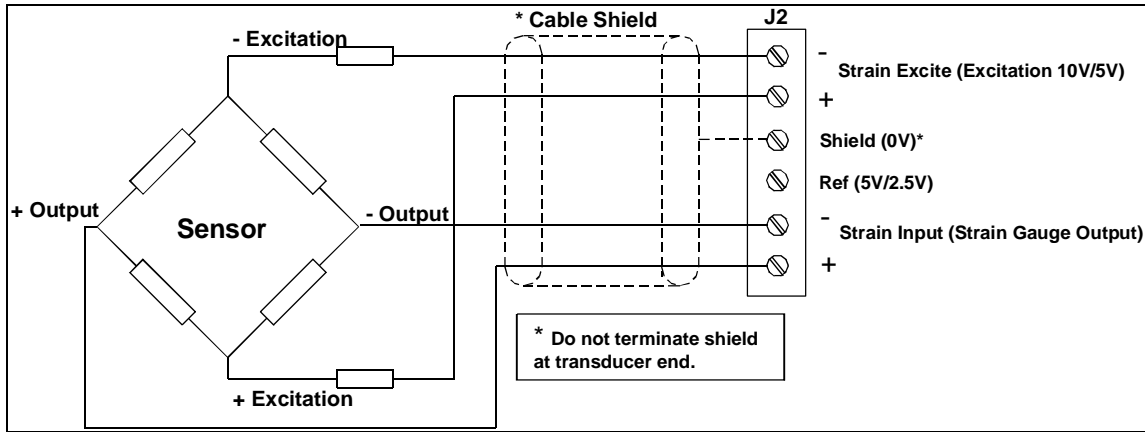 * Cable Shield
J2
- Excitation
-
Strain Excite (Excitation 10V/5V)
+
Shield (0V)*
Ref (5V/2.5V)
+ Output
Sensor
- Output
-
Strain Input (Strain Gauge Output)
+
* Do not terminate shield
at transducer end.
+ Excitation